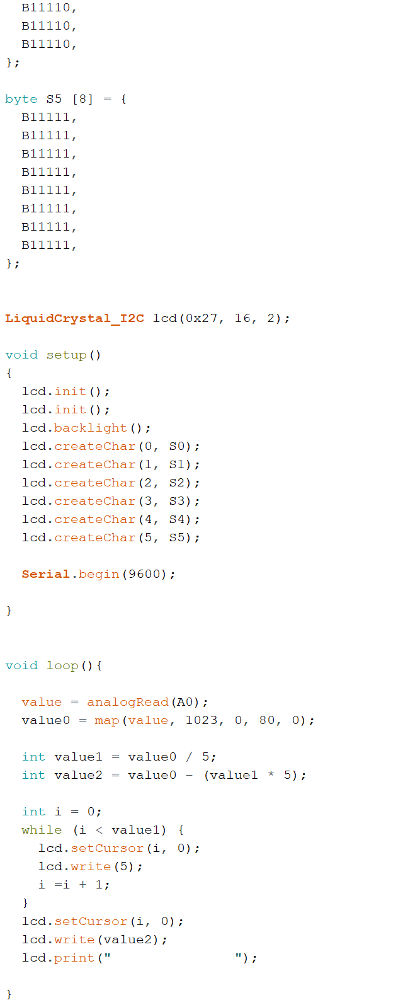 B11110,
B11110,
B11110,
};
byte S5 [8] = {
B11111,
B11111,
B11111,
B11111,
B11111,
B11111,
B11111,
B11111,
};
LiquidCrystal_I2C lcd(0x27, 16, 2);
void setup()
{
lcd.init();
lcd.init();
lcd.backlight();
lcd.createChar(0, S0);
lcd.createChar(1, S1);
lcd.createChar(2, S2);
lcd.createChar(3, S3);
lcd.createChar(4, S4);
lcd.createChar(5, S5);
Serial.begin(9600);
}
void loop(){
value = analogRead(A0);
value0 = map(value, 1023, 0, 80, 0);
int value1 = value0 / 5;
int value2 = value0 - (value1 * 5);
int i = 0;
while (i < value1) {
lcd.setCursor(i, 0);
lcd.write(5);
i =i + 1;
}
lcd.setCursor(i, 0);
lcd.write(value2);
lcd.print("               ");
}